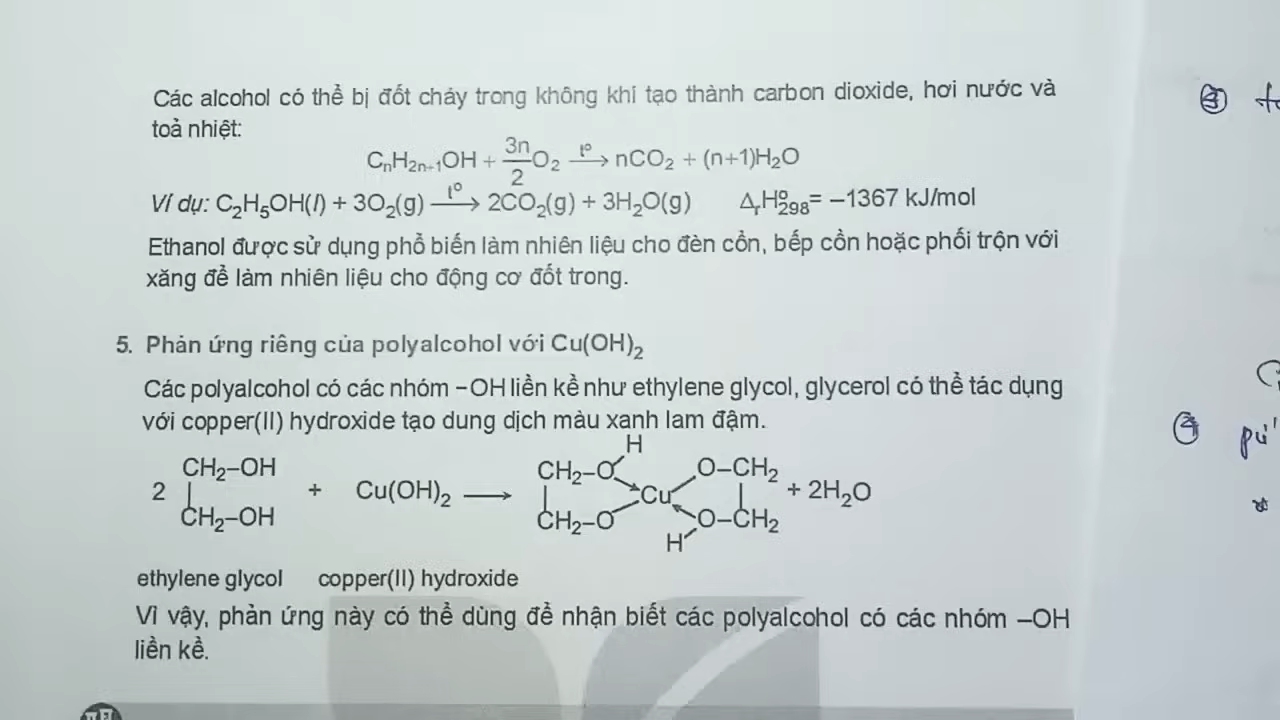 Các alcohol có thể bị đốt cháy trong không khí tạo thành carbon dioxide, hơi nước và
toả nhiệt:
CₙH₂ₙ₊₁OH + 3n/2 O₂ —t°→ nCO₂ + (n+1)H₂O
Ví dụ: C₂H₅OH(l) + 3O₂(g) —t°→ 2CO₂(g) + 3H₂O(g) ΔᵣH°₂₉₈ = –1367 kJ/mol
Ethanol được sử dụng phổ biến làm nhiên liệu cho đèn cồn, bếp cồn hoặc phối trộn với
xăng để làm nhiên liệu cho động cơ đốt trong.
5. Phản ứng riêng của polyalcohol với Cu(OH)₂
Các polyalcohol có các nhóm –OH liền kề như ethylene glycol, glycerol có thể tác dụng
với copper(II) hydroxide tạo dung dịch màu xanh lam đậm.
H
CH₂–OH CH₂–O O–CH₂
2 + Cu(OH)₂ → Cu + 2H₂O
CH₂–OH CH₂–O O–CH₂
H
ethylene glycol copper(II) hydroxide
Vì vậy, phản ứng này có thể dùng để nhận biết các polyalcohol có các nhóm –OH
liền kề.
③
④ pứ
*